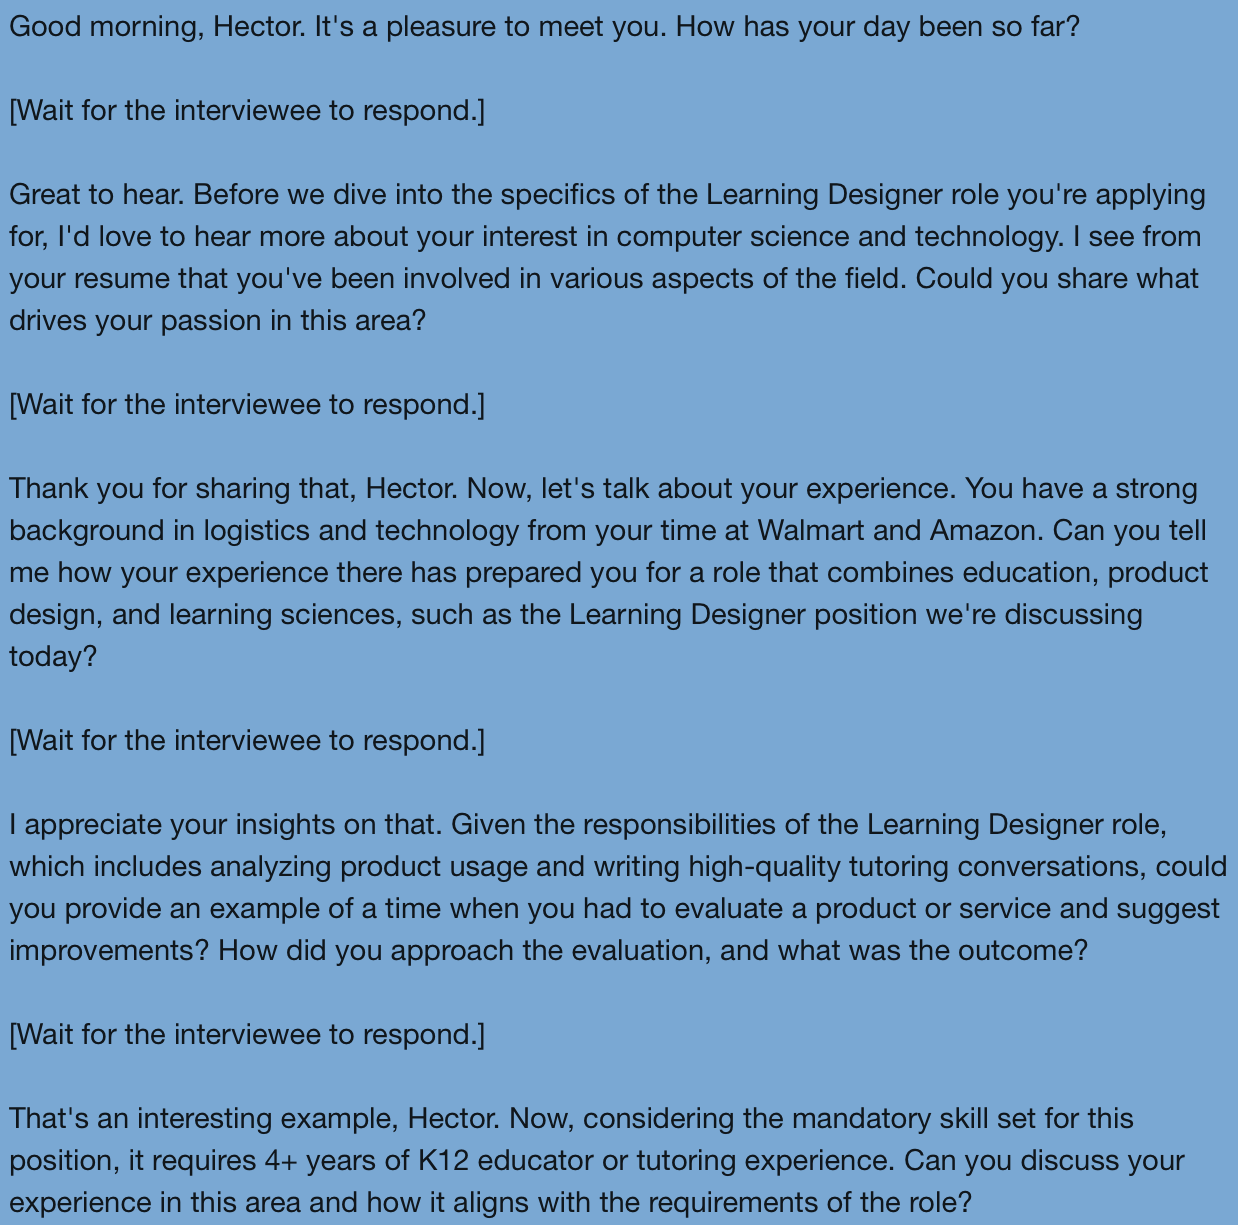 Good morning, Hector. It's a pleasure to meet you. How has your day been so far?
[Wait for the interviewee to respond.]
Great to hear. Before we dive into the specifics of the Learning Designer role you're applying
for, I'd love to hear more about your interest in computer science and technology. I see from
your resume that you've been involved in various aspects of the field. Could you share what
drives your passion in this area?
[Wait for the interviewee to respond.]
Thank you for sharing that, Hector. Now, let's talk about your experience. You have a strong
background in logistics and technology from your time at Walmart and Amazon. Can you tell
me how your experience there has prepared you for a role that combines education, product
design, and learning sciences, such as the Learning Designer position we're discussing
today?
[Wait for the interviewee to respond.]
I appreciate your insights on that. Given the responsibilities of the Learning Designer role,
which includes analyzing product usage and writing high-quality tutoring conversations, could
you provide an example of a time when you had to evaluate a product or service and suggest
improvements? How did you approach the evaluation, and what was the outcome?
[Wait for the interviewee to respond.]
That's an interesting example, Hector. Now, considering the mandatory skill set for this
position, it requires 4+ years of K12 educator or tutoring experience. Can you discuss your
experience in this area and how it aligns with the requirements of the role?